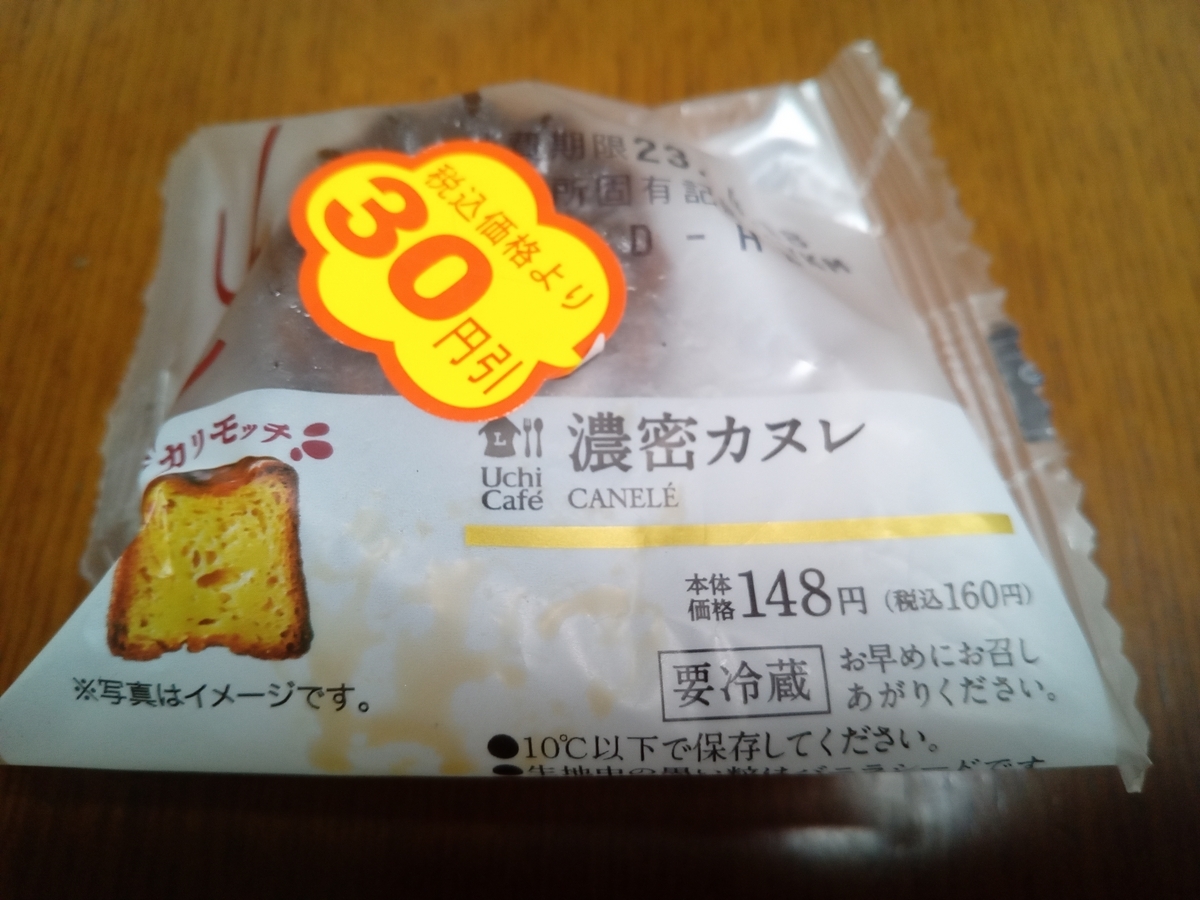 期限23.
所固有記
D - H
税込価格より
30
円引
カリモッチ
L
Uchi
Café
濃密カヌレ
CANELÉ
本体
価格148円(税込160円)
要冷蔵
お早めにお召し
あがりください。
※写真はイメージです。
●10℃以下で保存してください。